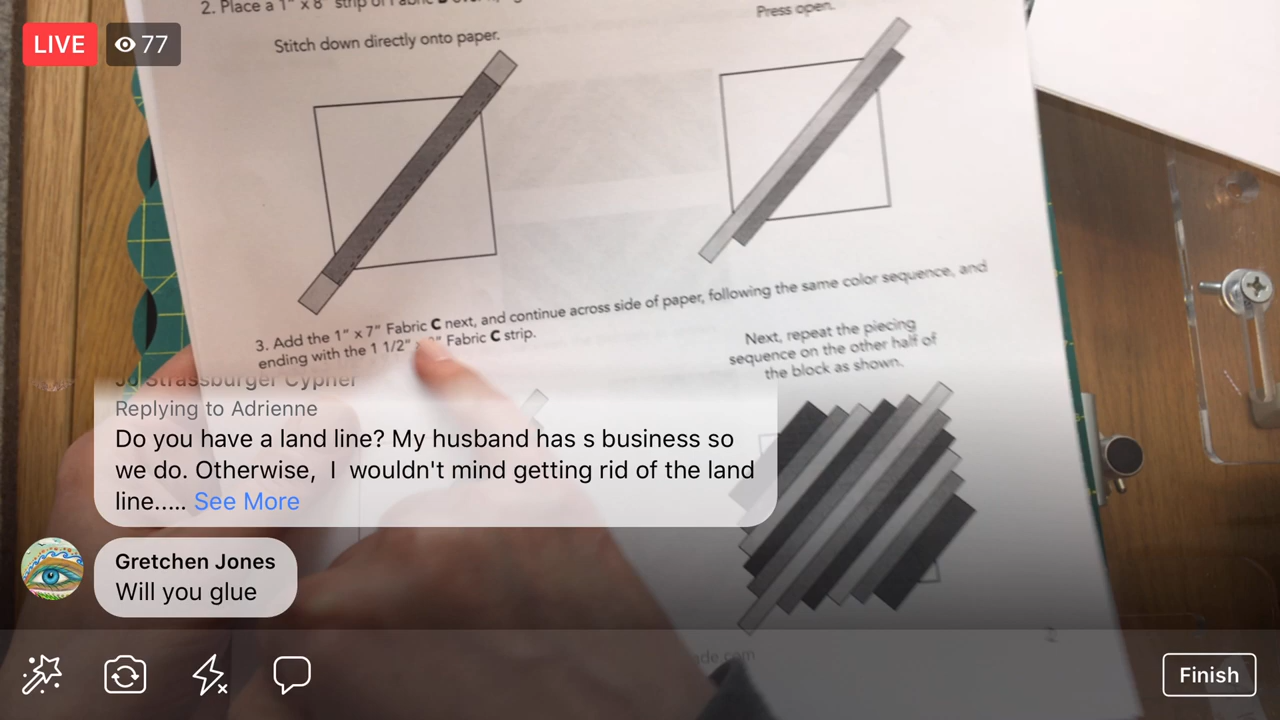 LIVE
77
2. Place a 1" x 8" strip of Fabric B
Press open.
Stitch down directly onto paper.
3. Add the 1" x 7" Fabric C next, and continue across side of paper, following the same color sequence, and
ending with the 1 1/2" Fabric C strip.
Next, repeat the piecing
sequence on the other half of
the block as shown.
Jo Strassburger Cypher
Replying to Adrienne
Do you have a land line? My husband has s business so
we do. Otherwise, I wouldn't mind getting rid of the land
line..... See More
Gretchen Jones
Will you glue
2
Finish